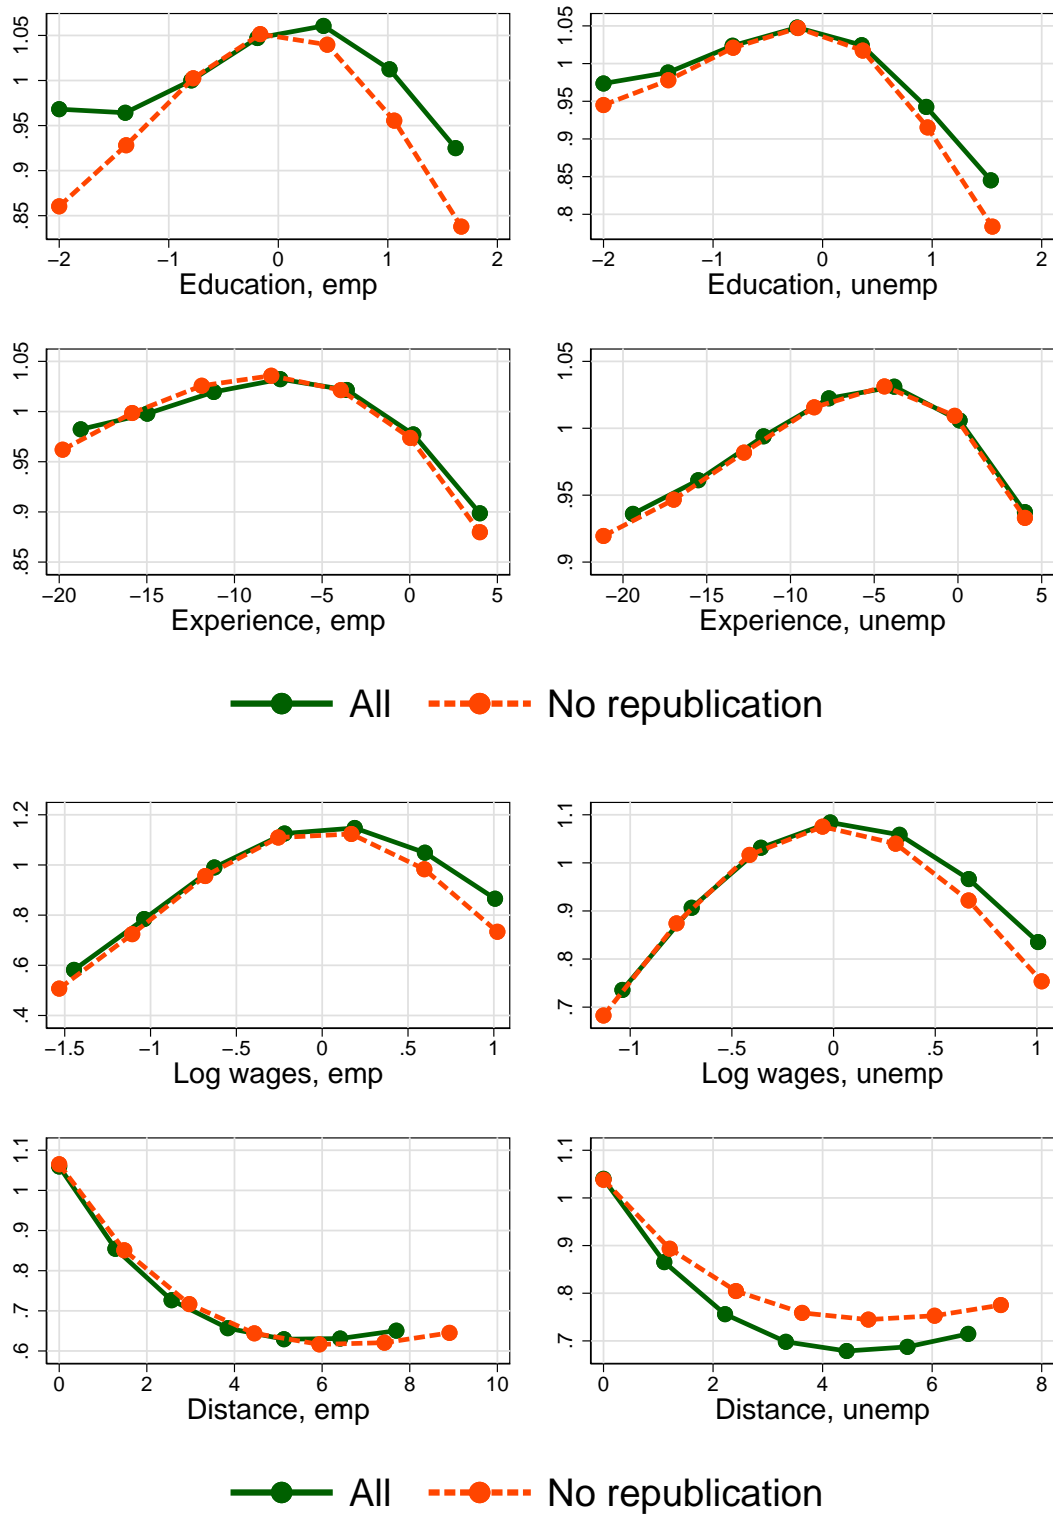 .85 .9 .95 1 1.05
−2 −1 0 1 2
Education, emp
.8 .85 .9 .95 1 1.05
−2 −1 0 1 2
Education, unemp
.85 .9 .95 1 1.05
−20 −15 −10 −5 0 5
Experience, emp
.9 .95 1 1.05
−20 −15 −10 −5 0 5
Experience, unemp
All No republication
.4 .6 .8 1 1.2
−1.5 −1 −.5 0 .5 1
Log wages, emp
.7 .8 .9 1 1.1
−1 −.5 0 .5 1
Log wages, unemp
.6 .7 .8 .9 1 1.1
0 2 4 6 8 10
Distance, emp
.7 .8 .9 1 1.1
0 2 4 6 8
Distance, unemp
All No republication